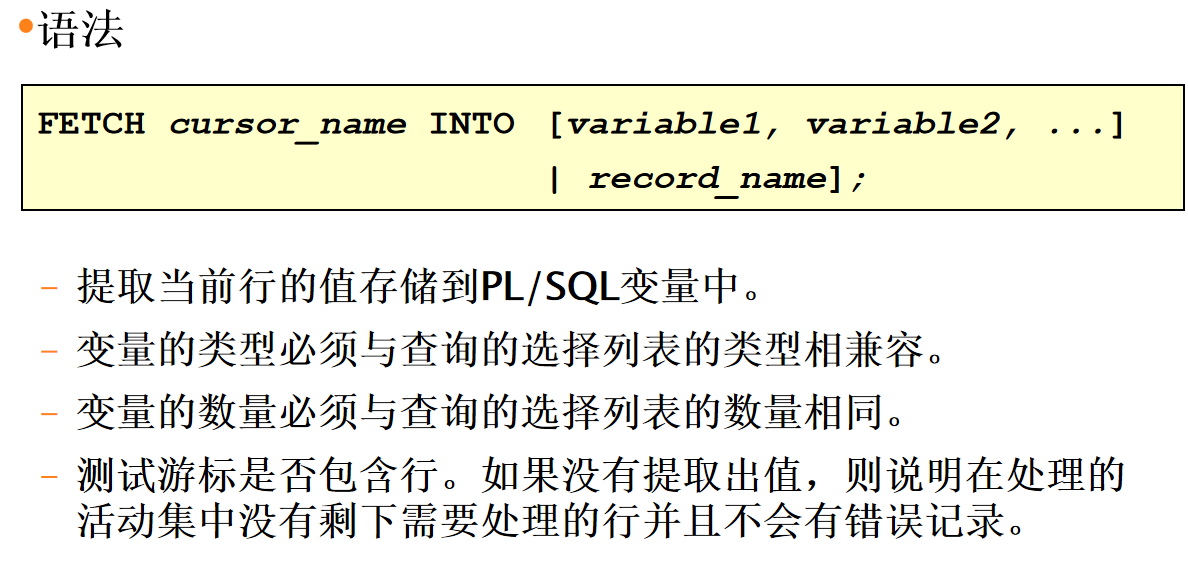 •语法
FETCH cursor_name INTO [variable1, variable2, ...]
| record_name];
– 提取当前行的值存储到PL/SQL变量中。
– 变量的类型必须与查询的选择列表的类型相兼容。
– 变量的数量必须与查询的选择列表的数量相同。
– 测试游标是否包含行。如果没有提取出值，则说明在处理的
活动集中没有剩下需要处理的行并且不会有错误记录。